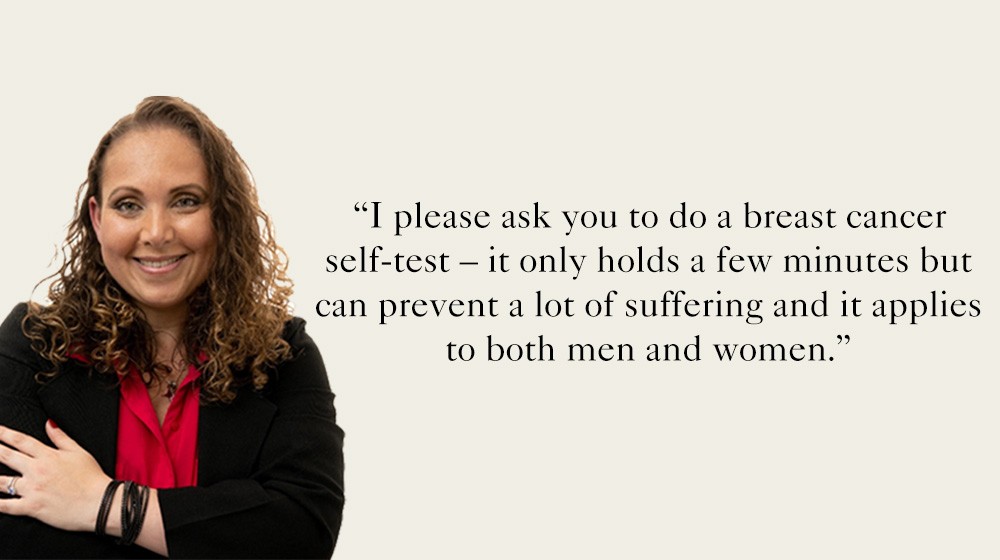 “I please ask you to do a breast cancer
self-test – it only holds a few minutes but
can prevent a lot of suffering and it applies
to both men and women.”